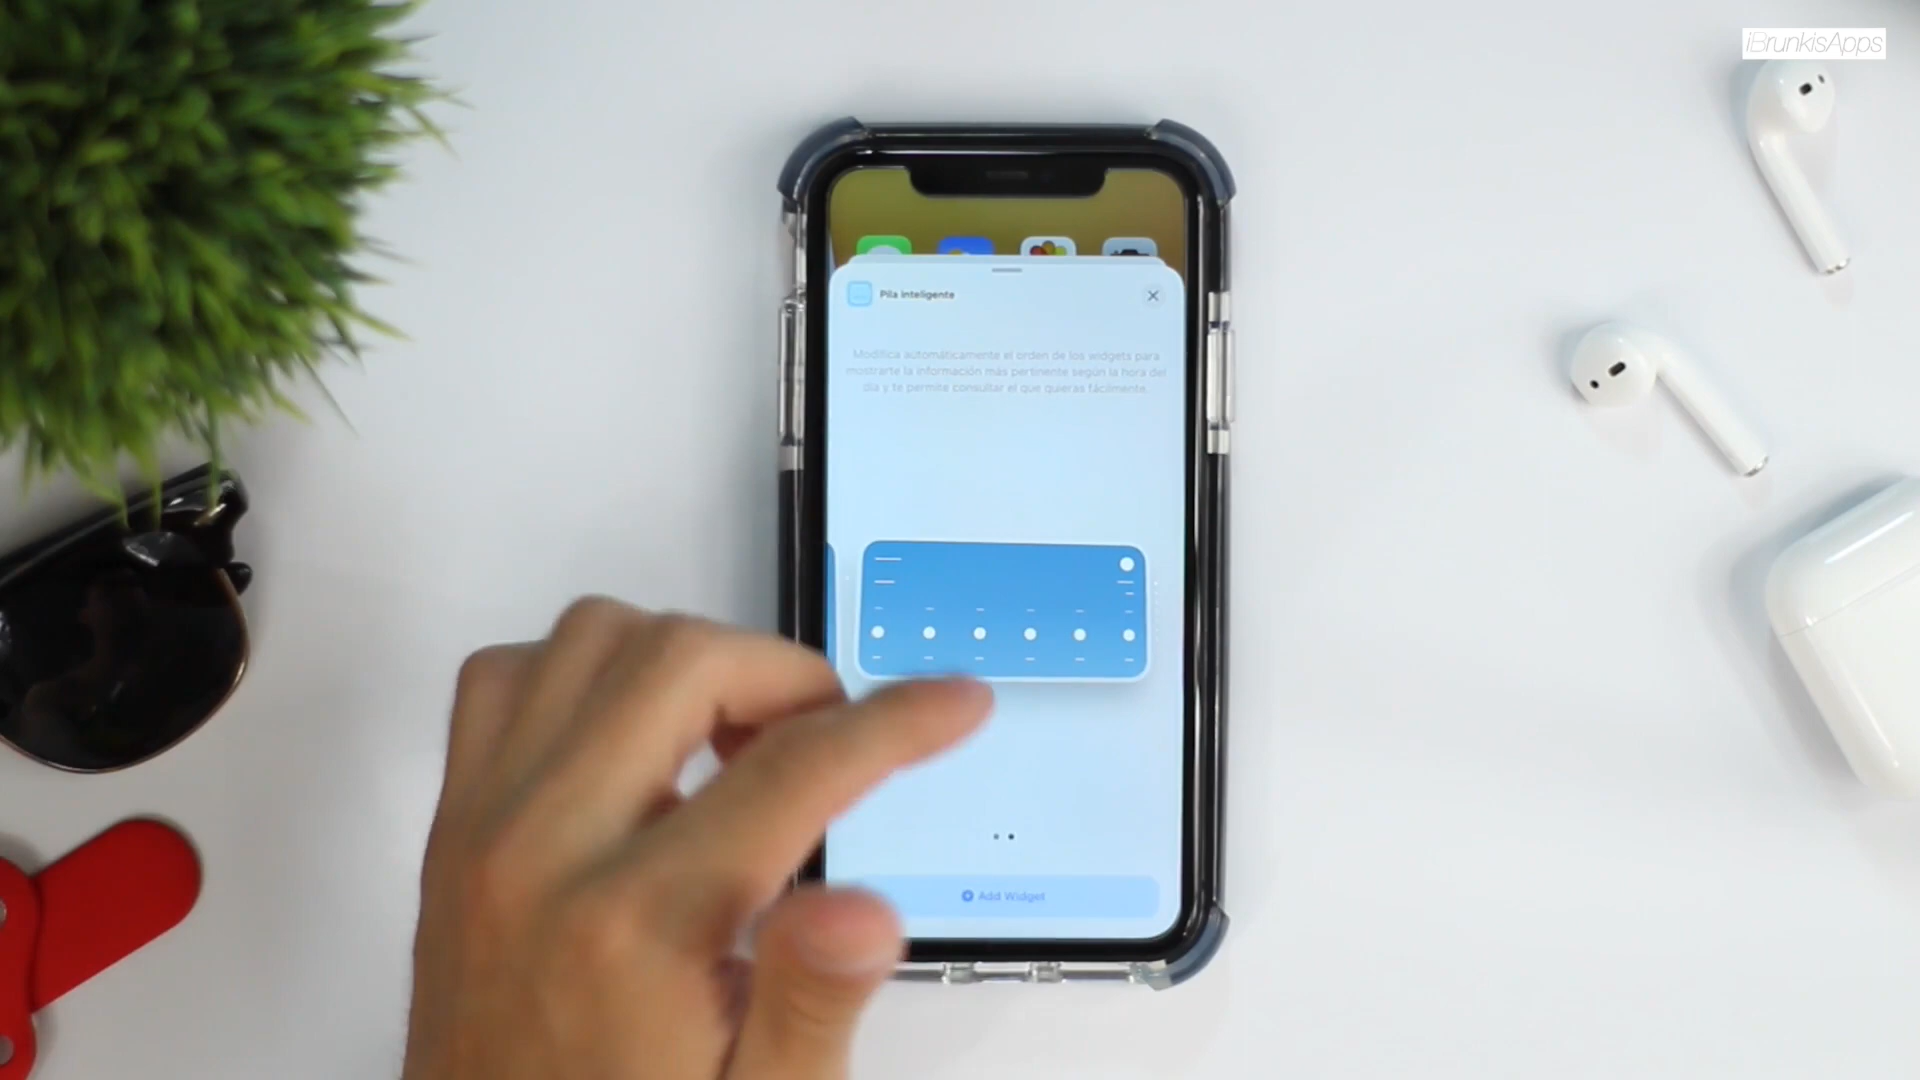 iBrunkisApps
Pila inteligente
Modifica automáticamente el orden de los widgets para
mostrarte la información más pertinente según la hora del
día y te permite consultar el que quieras fácilmente.
Add Widget